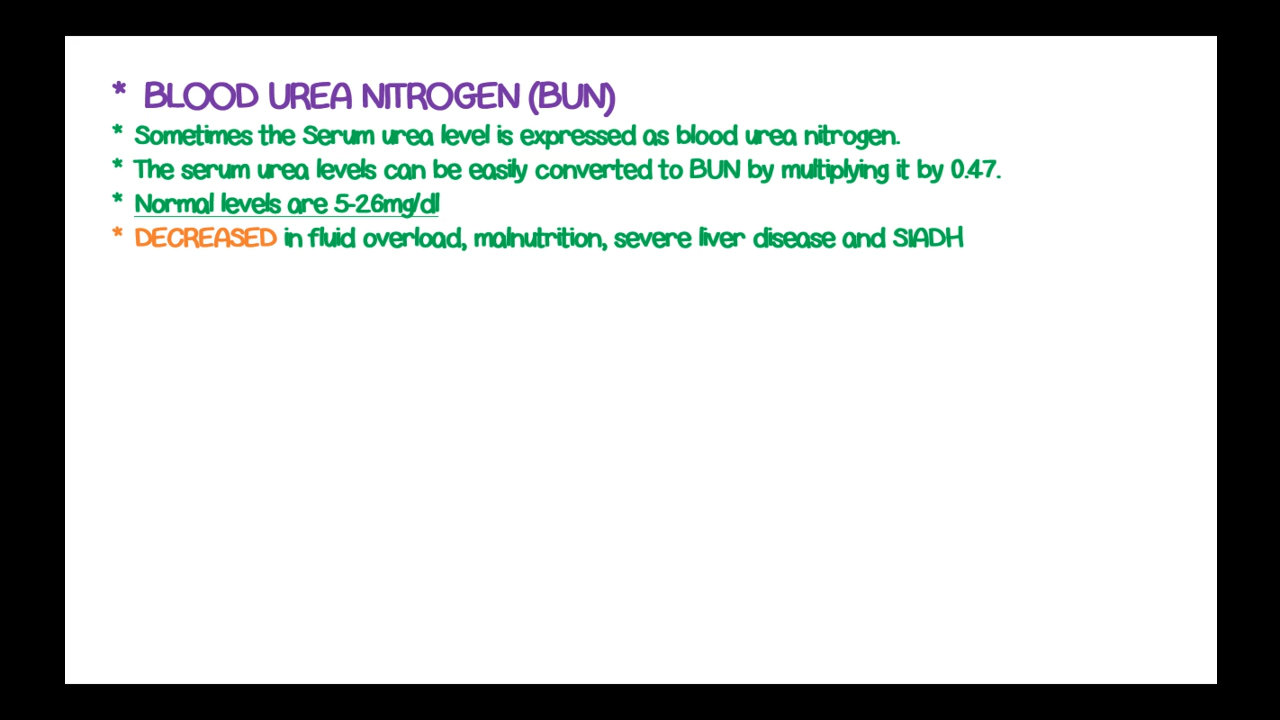 * BLOOD UREA NITROGEN (BUN)
* Sometimes the Serum urea level is expressed as blood urea nitrogen.
* The serum urea levels can be easily converted to BUN by multiplying it by 0.47.
* Normal levels are 5-26mg/dl
* DECREASED in fluid overload, malnutrition, severe liver disease and SIADH